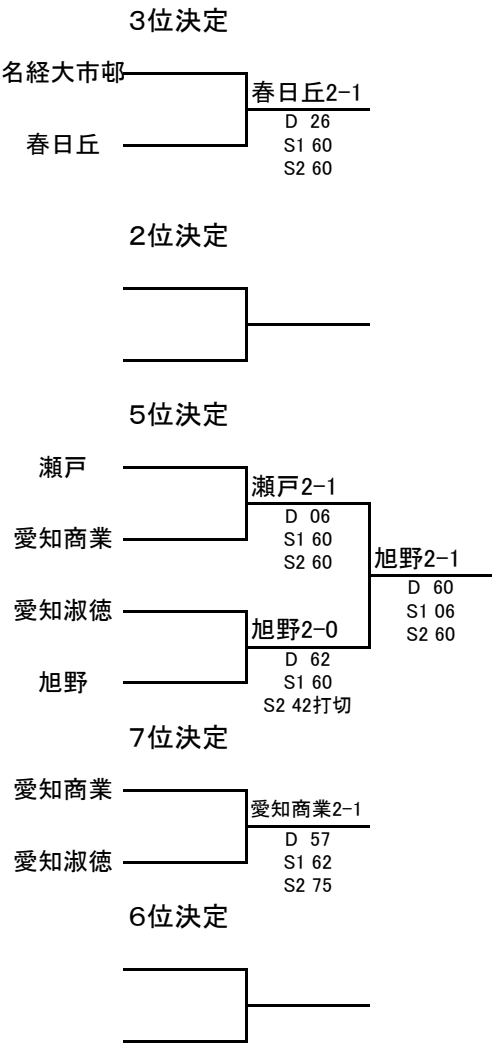 3位決定
名経大市邨
春日丘2-1
D 26
春日丘
S1 60
S2 60
2位決定
5位決定
瀬戸
瀬戸2-1
D 06
愛知商業
S1 60
S2 60
旭野2-1
D 60
S1 06
S2 60
愛知淑徳
旭野2-0
D 62
旭野
S1 60
S2 42打切
7位決定
愛知商業
愛知商業2-1
D 57
愛知淑徳
S1 62
S2 75
6位決定